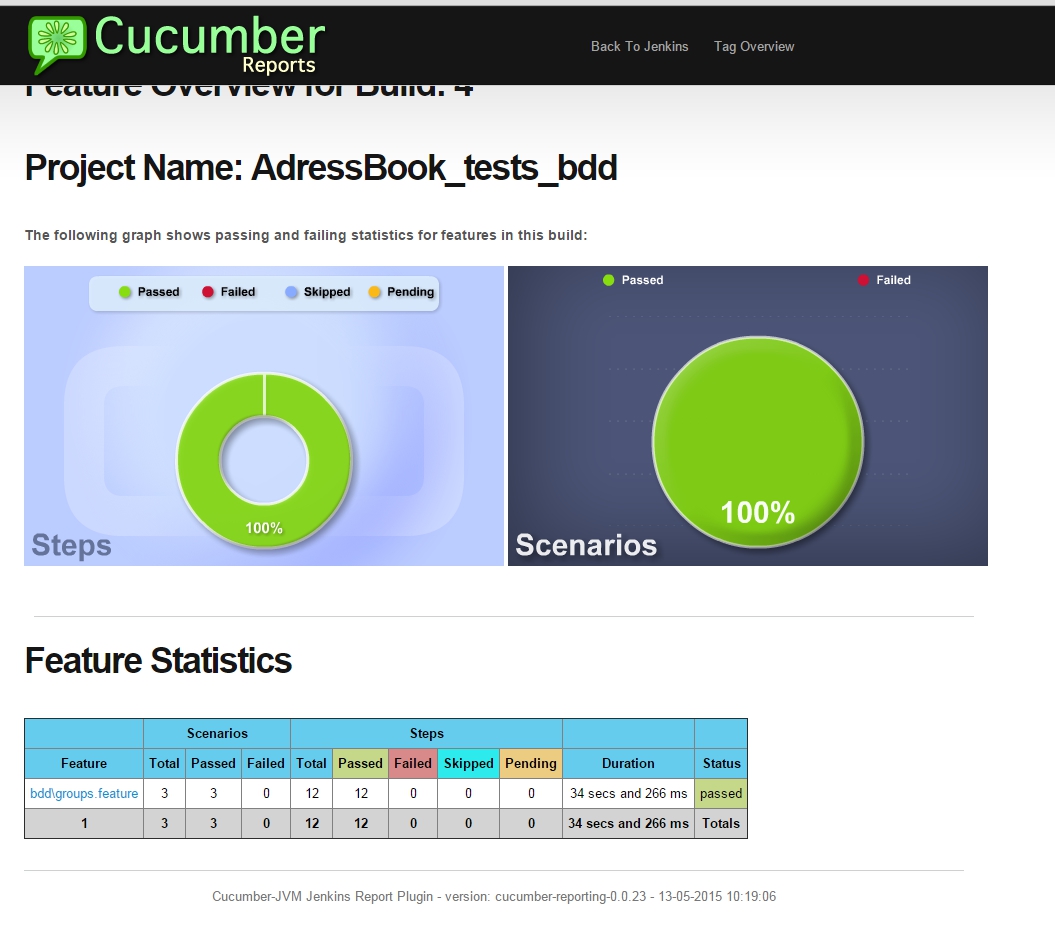 Cucumber
Reports
Back To Jenkins Tag Overview
Feature Overview for Build: 4
Project Name: AdressBook_tests_bdd
The following graph shows passing and failing statistics for features in this build:
Passed Failed Skipped Pending
100%
Steps
Passed Failed
100%
Scenarios
Feature Statistics
Scenarios Steps
Feature Total Passed Failed Total Passed Failed Skipped Pending Duration Status
bdd\groups.feature 3 3 0 12 12 0 0 0 34 secs and 266 ms passed
1 3 3 0 12 12 0 0 0 34 secs and 266 ms Totals
Cucumber-JVM Jenkins Report Plugin - version: cucumber-reporting-0.0.23 - 13-05-2015 10:19:06